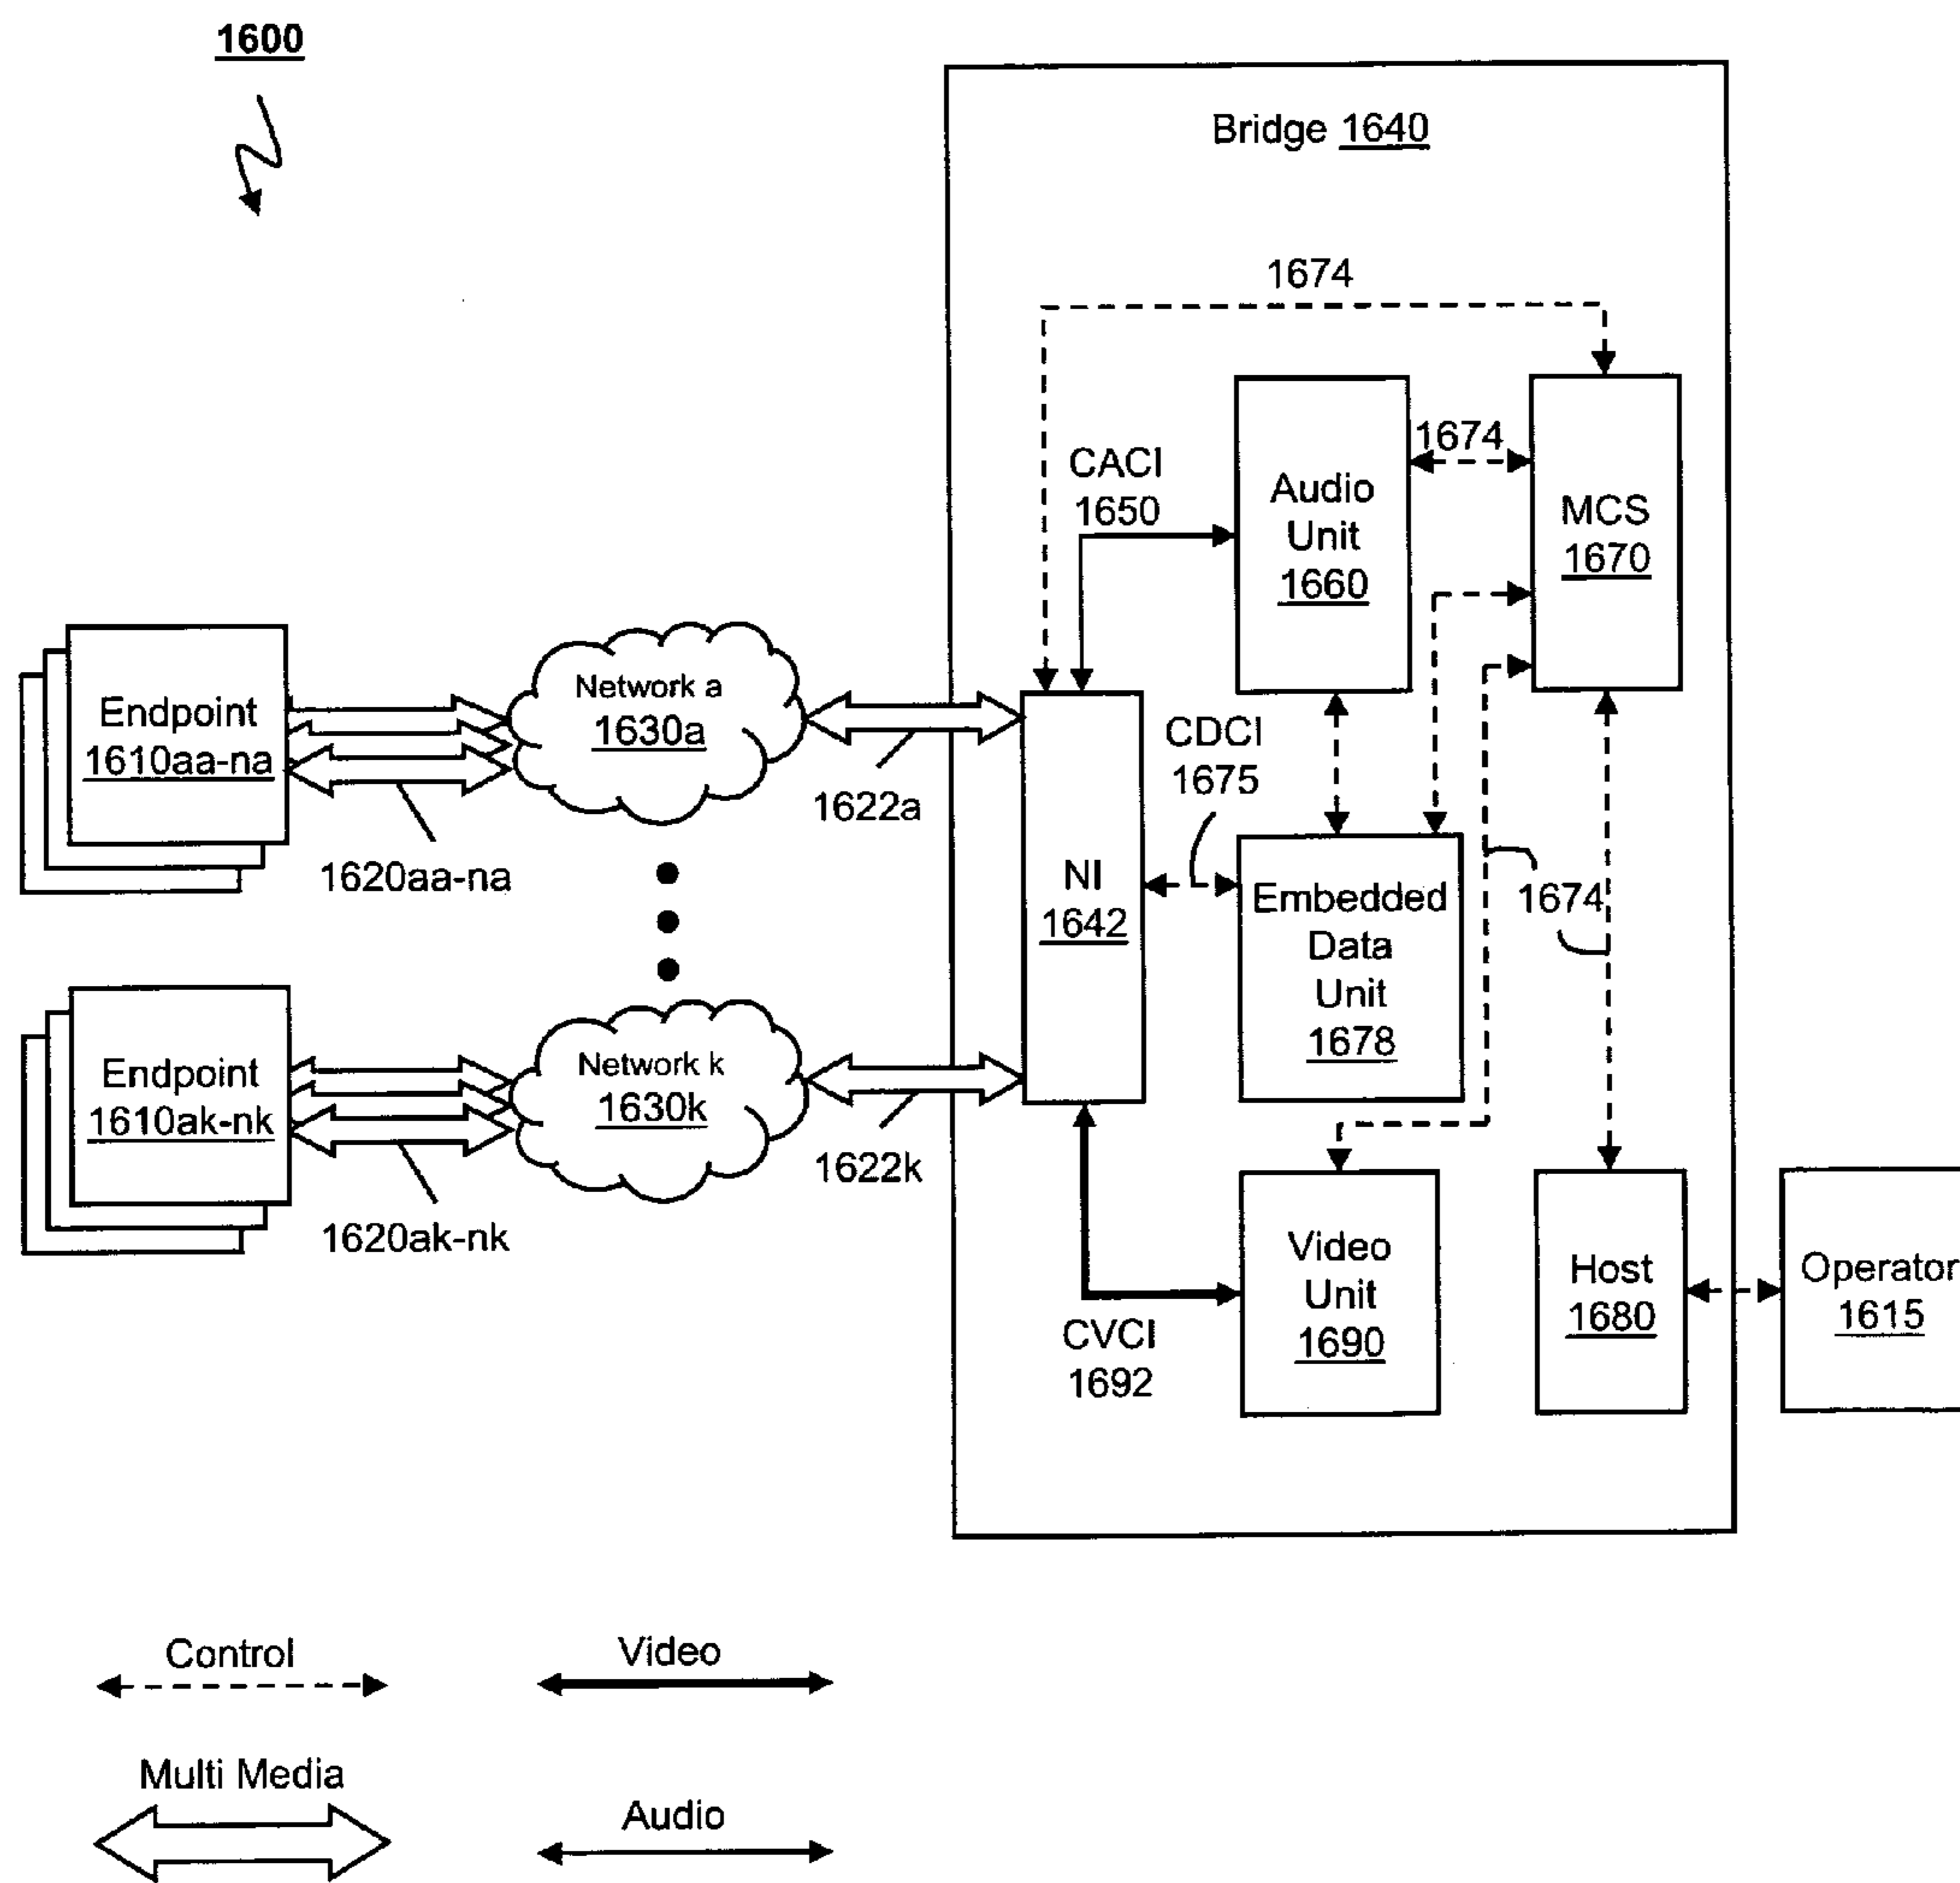 1600
Bridge 1640
1674
CACI
1650
Audio
Unit
1660
1674
MCS
1670
Endpoint
1610aa-na
1620aa-na
Network a
1630a
1622a
CDCI
1675
NI
1642
Embedded
Data
Unit
1678
1674
Endpoint
1610ak-nk
1620ak-nk
Network k
1630k
1622k
CVCI
1692
Video
Unit
1690
Host
1680
Operator
1615
Control
Video
Multi Media
Audio